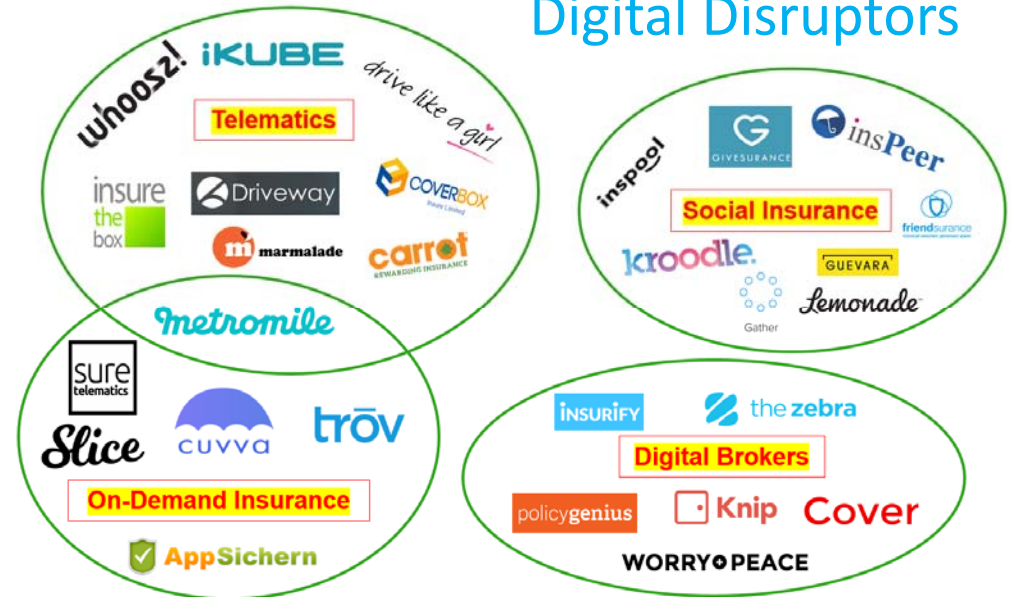 Digital Disruptors
whoosz!
iKUBE
drive like a girl
Telematics
insure
the
box
Driveway
COVERBOX
marmalade
carrot
REWARDING INSURANCE
metromile
sure
telematics
Slice
cuvva
trōv
On-Demand Insurance
AppSichern
inspool
GIVESURANCE
insPeer
Social Insurance
friendsurance
kroodle.
GUEVARA
Gather
Lemonade
INSURIFY
the zebra
Digital Brokers
policygenius
Knip
Cover
WORRY PEACE